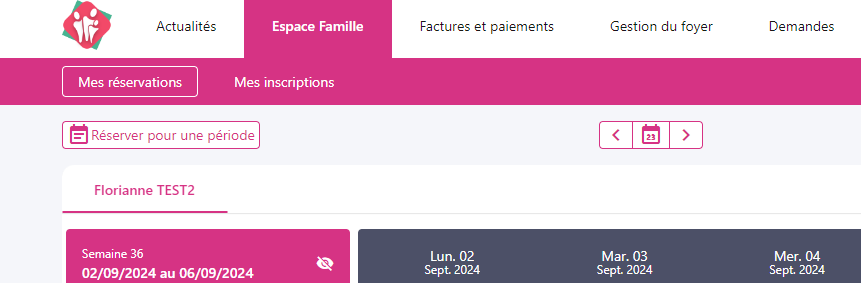 Actualités
Espace Famille
Factures et paiements
Gestion du foyer
Demandes
Mes réservations
Mes inscriptions
Réserver pour une période
23
Florianne TEST2
Semaine 36
02/09/2024 au 06/09/2024
Lun. 02
Sept. 2024
Mar. 03
Sept. 2024
Mer. 04
Sept. 2024